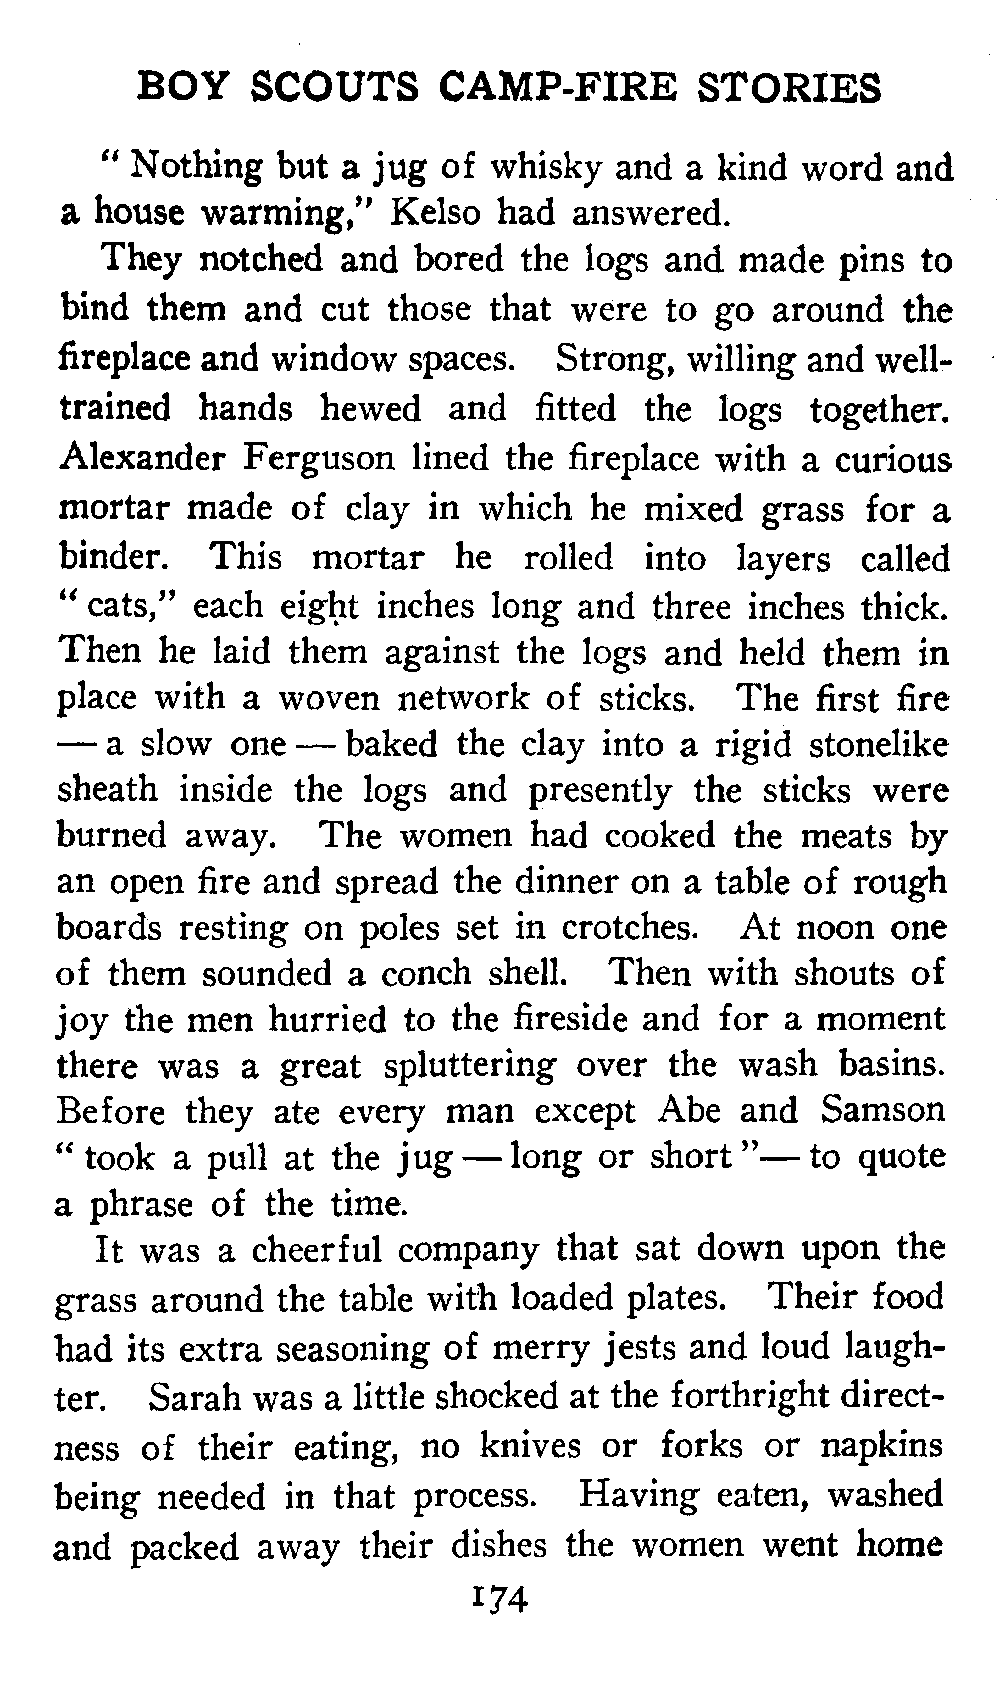 BOY SCOUTS CAMP-FIRE STORIES
" Nothing but a jug of whisky and a kind word and
a house warming," Kelso had answered.
They notched and bored the logs and made pins to
bind them and cut those that were to go around the
fireplace and window spaces. Strong, willing and well-
trained hands hewed and fitted the logs together.
Alexander Ferguson lined the fireplace with a curious
mortar made of clay in which he mixed grass for a
binder. This mortar he rolled into layers called
" cats," each eight inches long and three inches thick.
Then he laid them against the logs and held them in
place with a woven network of sticks. The first fire
— a slow one — baked the clay into a rigid stonelike
sheath inside the logs and presently the sticks were
burned away. The women had cooked the meats by
an open fire and spread the dinner on a table of rough
boards resting on poles set in crotches. At noon one
of them sounded a conch shell. Then with shouts of
joy the men hurried to the fireside and for a moment
there was a great spluttering over the wash basins.
Before they ate every man except Abe and Samson
" took a pull at the jug — long or short "— to quote
a phrase of the time.
It was a cheerful company that sat down upon the
grass around the table with loaded plates. Their food
had its extra seasoning of merry jests and loud laugh-
ter. Sarah was a little shocked at the forthright direct-
ness of their eating, no knives or forks or napkins
being needed in that process. Having eaten, washed
and packed away their dishes the women went home
174